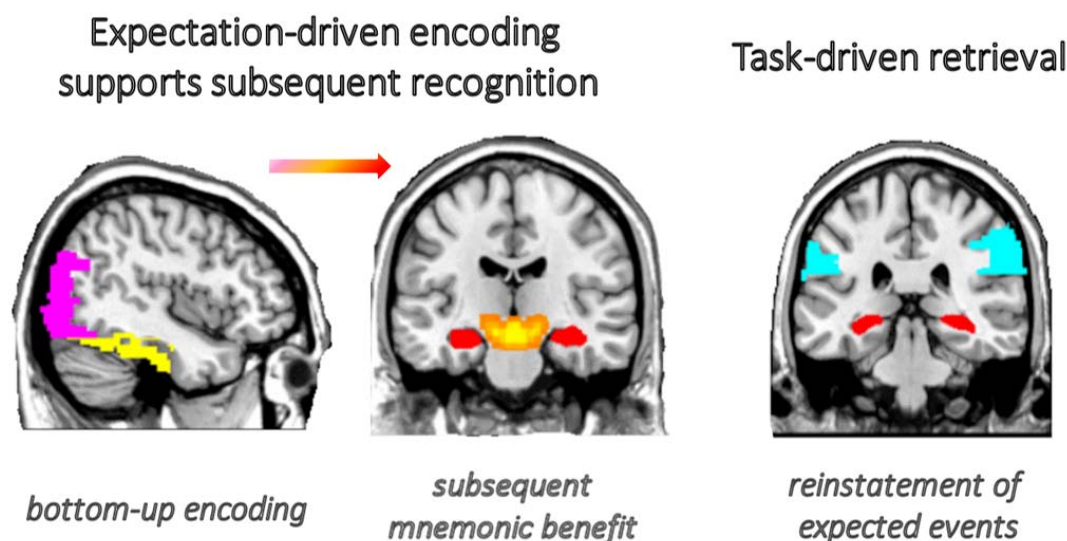 Expectation-driven encoding
supports subsequent recognition
Task-driven retrieval
bottom-up encoding
subsequent
mnemonic benefit
reinstatement of
expected events